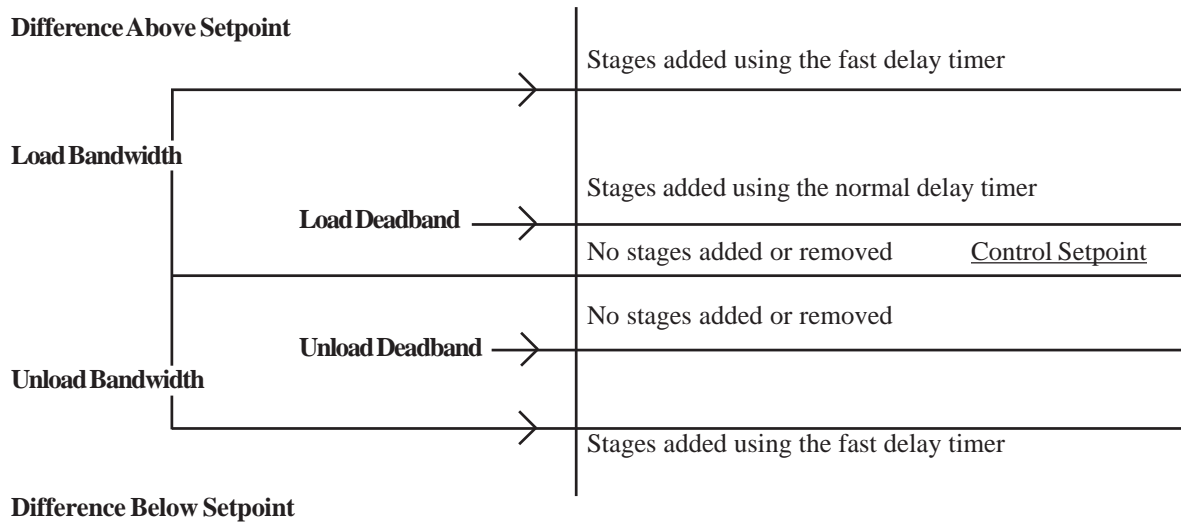 Difference Above Setpoint
Stages added using the fast delay timer
Load Bandwidth
Stages added using the normal delay timer
Load Deadband
No stages added or removed Control Setpoint
No stages added or removed
Unload Deadband
Unload Bandwidth
Stages added using the fast delay timer
Difference Below Setpoint